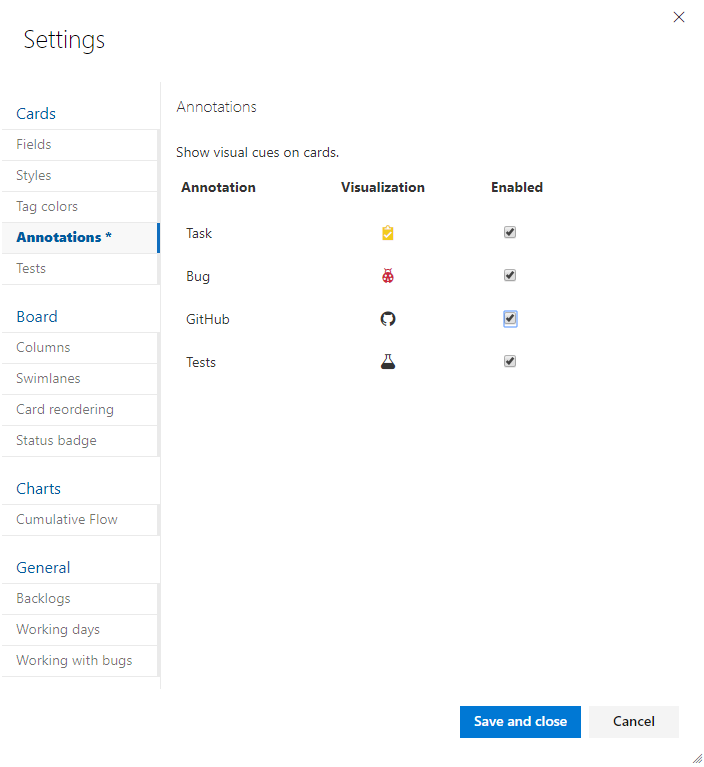 Settings
Cards
Fields
Styles
Tag colors
Annotations *
Tests
Board
Columns
Swimlanes
Card reordering
Status badge
Charts
Cumulative Flow
General
Backlogs
Working days
Working with bugs
Annotations
Show visual cues on cards.
Annotation Visualization Enabled
Task
Bug
GitHub
Tests
Save and close Cancel